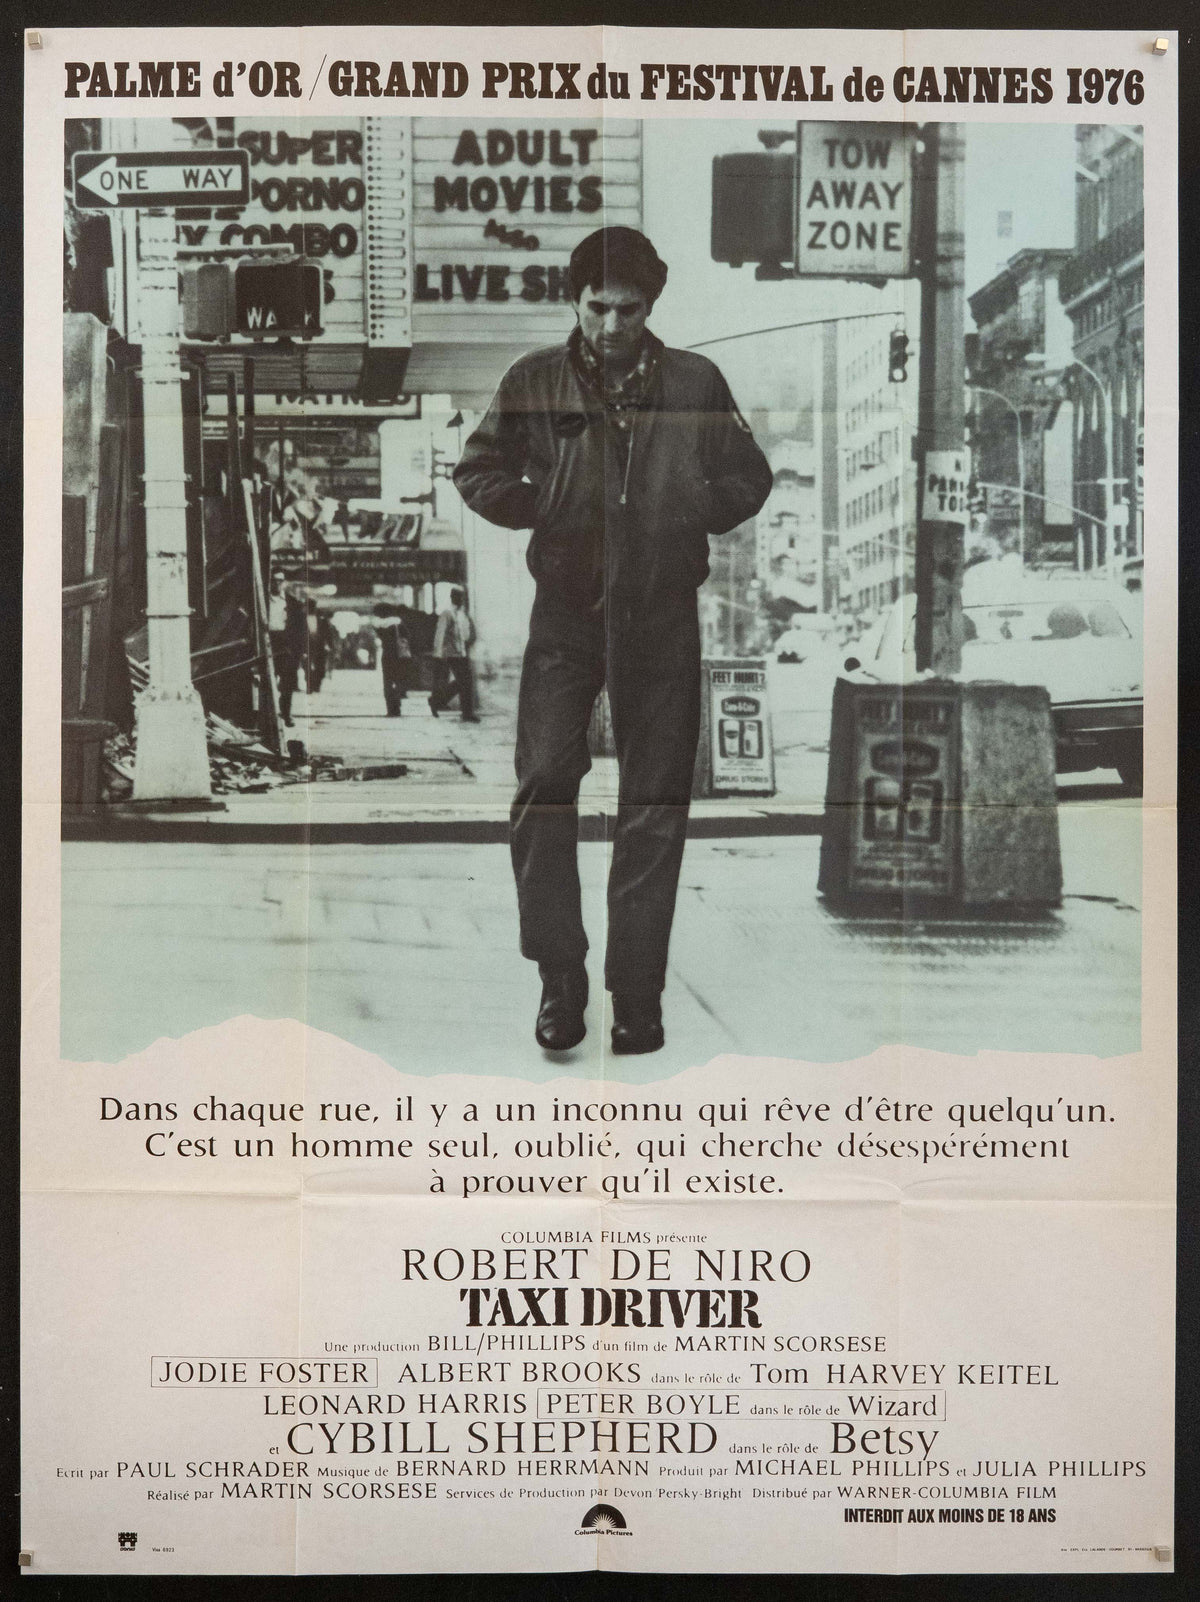 PALME d'OR / GRAND PRIX du FESTIVAL de CANNES 1976
ONE WAY
SUPER
PORNO
COMBO
ADULT
MOVIES
also
LIVE SH
TOW
AWAY
ZONE
FEET HURT?
DRUG STORES
Dans chaque rue, il y a un inconnu qui rêve d'être quelqu'un.
C'est un homme seul, oublié, qui cherche désespérément
à prouver qu'il existe.
COLUMBIA FILMS présente
ROBERT DE NIRO
TAXI DRIVER
Une production BILL/PHILLIPS d'un film de MARTIN SCORSESE
JODIE FOSTER ALBERT BROOKS dans le rôle de Tom HARVEY KEITEL
LEONARD HARRIS PETER BOYLE dans le rôle de Wizard
et CYBILL SHEPHERD dans le rôle de Betsy
Ecrit par PAUL SCHRADER Musique de BERNARD HERRMANN Produit par MICHAEL PHILLIPS et JULIA PHILLIPS
Réalisé par MARTIN SCORSESE Services de Production par Devon/Persky-Bright Distribué par WARNER-COLUMBIA FILM
INTERDIT AUX MOINS DE 18 ANS
Columbia Pictures